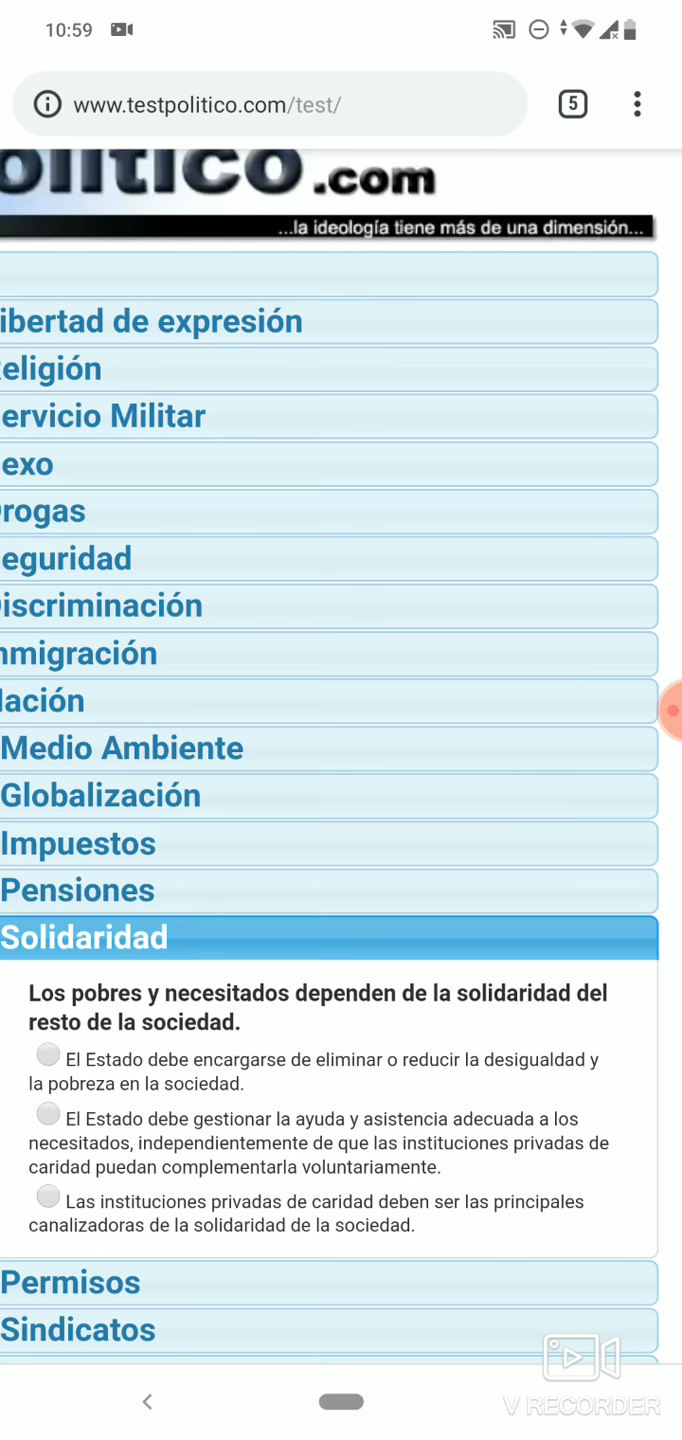 10:59
www.testpolitico.com/test/
5
olitico.com
...la ideología tiene más de una dimensión...
ibertad de expresión
eligión
ervicio Militar
exo
rogas
eguridad
iscriminación
nmigración
ación
Medio Ambiente
Globalización
Impuestos
Pensiones
Solidaridad
Los pobres y necesitados dependen de la solidaridad del
resto de la sociedad.
El Estado debe encargarse de eliminar o reducir la desigualdad y
la pobreza en la sociedad.
El Estado debe gestionar la ayuda y asistencia adecuada a los
necesitados, independientemente de que las instituciones privadas de
caridad puedan complementarla voluntariamente.
Las instituciones privadas de caridad deben ser las principales
canalizadoras de la solidaridad de la sociedad.
Permisos
Sindicatos
V RECORDER